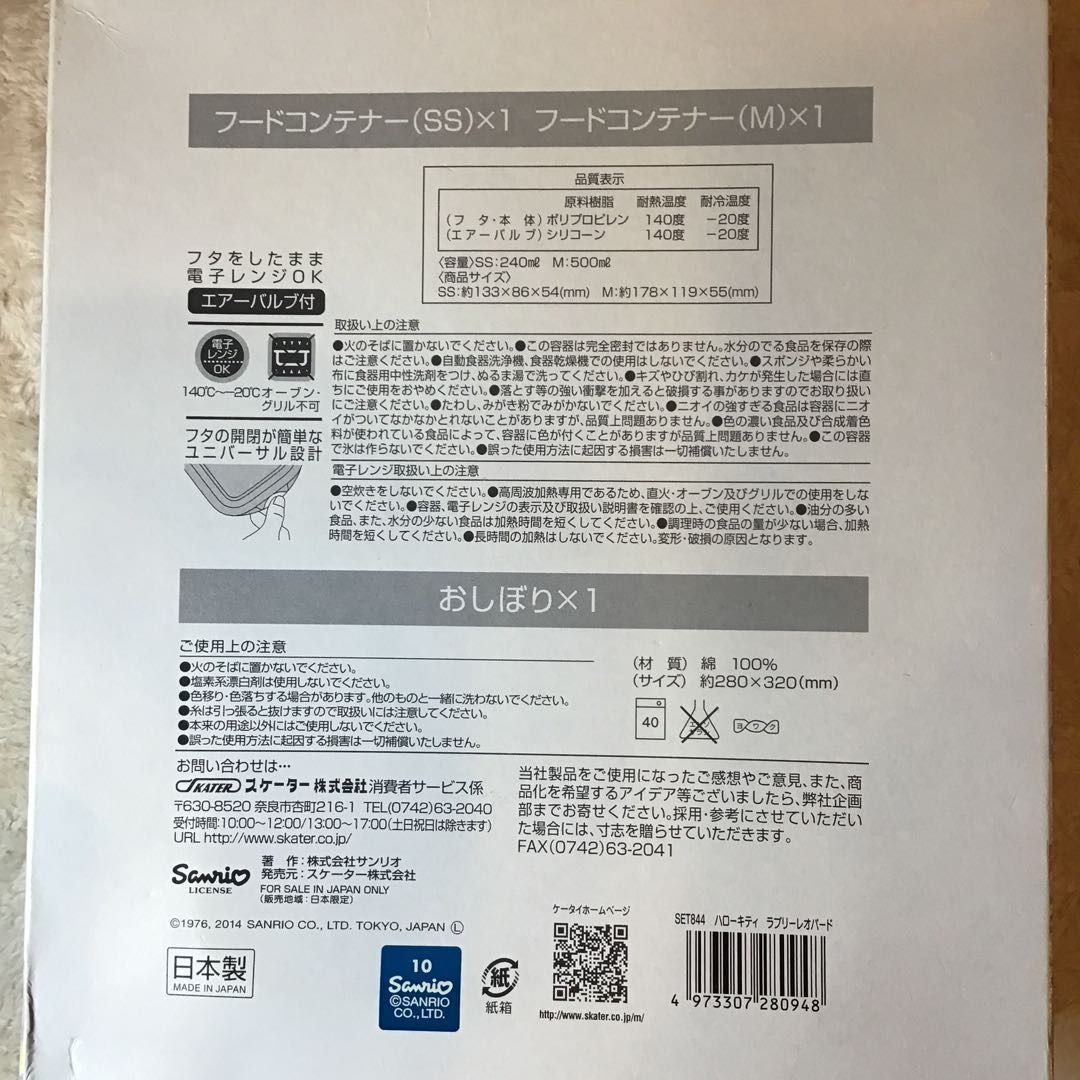 フードコンテナー(SS)×1 フードコンテナー(M)×1
品質表示
原料樹脂 耐熱温度 耐冷温度
(フタ・本体)ポリプロピレン 140度 −20度
(エアーバルブ)シリコーン 140度 −20度
〈容量〉SS:240㎖ M:500㎖
〈商品サイズ〉
SS:約133×86×54(mm) M:約178×119×55(mm)
フタをしたまま
電子レンジOK
エアーバルブ付
電子
レンジ
OK
140℃〜−20℃
オーブン・
グリル不可
フタの開閉が簡単な
ユニバーサル設計
取扱い上の注意
●火のそばに置かないでください。●この容器は完全密封ではありません。水分のでる食品を保存の際
はご注意ください。●自動食器洗浄機、食器乾燥機での使用はしないでください。●スポンジや柔らかい
布に食器用中性洗剤をつけ、ぬるま湯で洗ってください。●キズやひび割れ、カケが発生した場合には直
ちにご使用をおやめください。●落とす等の強い衝撃を加えると破損する事がありますのでお取り扱い
にご注意ください。●たわし、みがき粉でみがかないでください。●ニオイの強すぎる食品は容器にニオ
イがついてなかなかとれないことがありますが、品質上問題ありません。●色の濃い食品及び合成着色
料が使われている食品によって、容器に色が付くことがありますが品質上問題ありません。●この容器
で氷は作らないでください。●誤った使用方法に起因する損害は一切補償いたしません。
電子レンジ取扱い上の注意
●空炊きをしないでください。●高周波加熱専用であるため、直火・オーブン及びグリルでの使用をしな
いでください。●容器、電子レンジの表示及び取扱い説明書を確認の上、ご使用ください。●油分の多い
食品、また、水分の少ない食品は加熱時間を短くしてください。●調理時の食品の量が少ない場合、加熱
時間を短くしてください。●長時間の加熱はしないでください。変形・破損の原因となります。
おしぼり×1
ご使用上の注意
●火のそばに置かないでください。
●塩素系漂白剤は使用しないでください。
●色移り・色落ちする場合があります。他のものと一緒に洗わないでください。
●糸は引っ張ると抜けますので取扱いには注意してください。
●本来の用途以外にはご使用しないでください。
●誤った使用方法に起因する損害は一切補償いたしません。
(材 質) 綿 100%
(サイズ) 約280×320(mm)
40
エンソ
サラシ
ヨワク
お問い合わせは…
SKATER スケーター株式会社 消費者サービス係
〒630-8520 奈良市杏町216-1 TEL(0742)63-2040
受付時間:10:00〜12:00/13:00〜17:00(土日祝日は除きます)
URL http://www.skater.co.jp/
当社製品をご使用になったご感想やご意見、また、商
品化を希望するアイデア等ございましたら、弊社企画
部までお寄せください。採用・参考にさせていただい
た場合には、寸志を贈らせていただきます。
FAX(0742)63-2041
Sanrio
LICENSE
著 作:株式会社サンリオ
発売元:スケーター株式会社
FOR SALE IN JAPAN ONLY
(販売地域:日本限定)
©1976, 2014 SANRIO CO., LTD. TOKYO, JAPAN Ⓛ
日本製
MADE IN JAPAN
10
Sanrio
©SANRIO
CO.,LTD.
紙
紙箱
ケータイホームページ
http://www.skater.co.jp/m/
SET844 ハローキティ ラブリーレオパード
4 973307 280948